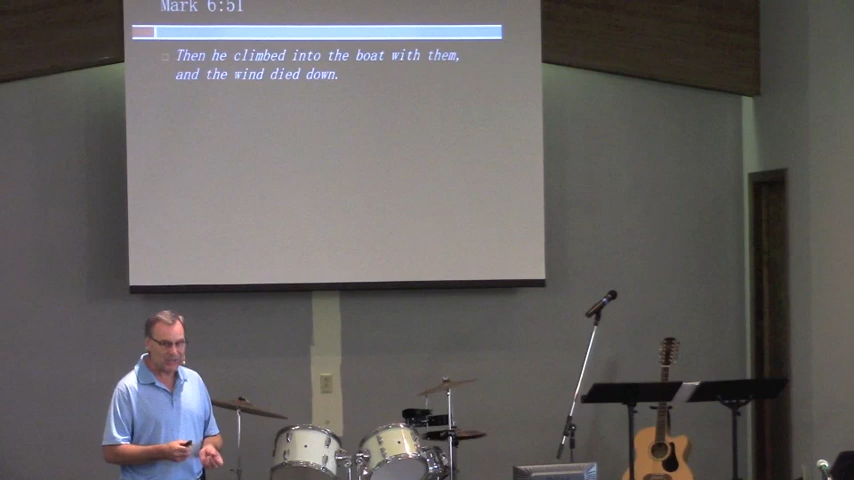 Mark 6:51
Then he climbed into the boat with them,
and the wind died down.